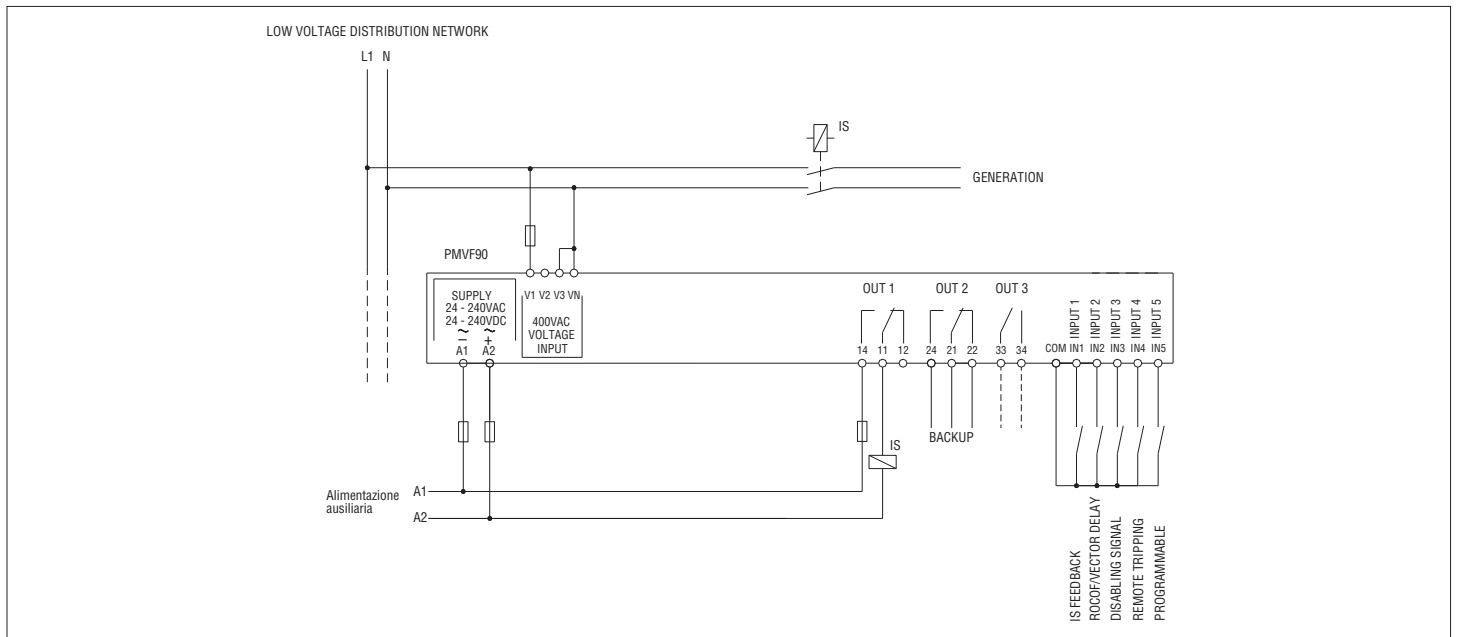 LOW VOLTAGE DISTRIBUTION NETWORK
L1 N
IS
GENERATION
PMVF90
SUPPLY
24 - 240VAC
24 - 240VDC
~ ~
– +
A1 A2
V1 V2 V3 VN
400VAC
VOLTAGE
INPUT
OUT 1
14 11 12
OUT 2
24 21 22
OUT 3
33 34
INPUT 1
INPUT 2
INPUT 3
INPUT 4
INPUT 5
COM IN1 IN2 IN3 IN4 IN5
BACKUP
IS
Alimentazione
ausiliaria
A1
A2
IS FEEDBACK
ROCOF/VECTOR DELAY
DISABLING SIGNAL
REMOTE TRIPPING
PROGRAMMABLE